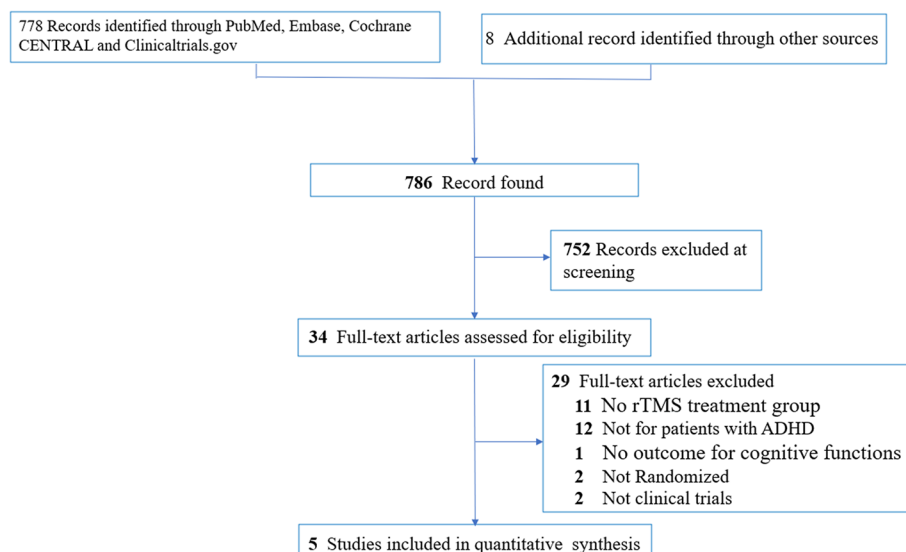 778 Records identified through PubMed, Embase, Cochrane
CENTRAL and Clinicaltrials.gov
8 Additional record identified through other sources
786 Record found
752 Records excluded at
screening
34 Full-text articles assessed for eligibility
29 Full-text articles excluded
11 No rTMS treatment group
12 Not for patients with ADHD
1 No outcome for cognitive functions
2 Not Randomized
2 Not clinical trials
5 Studies included in quantitative synthesis